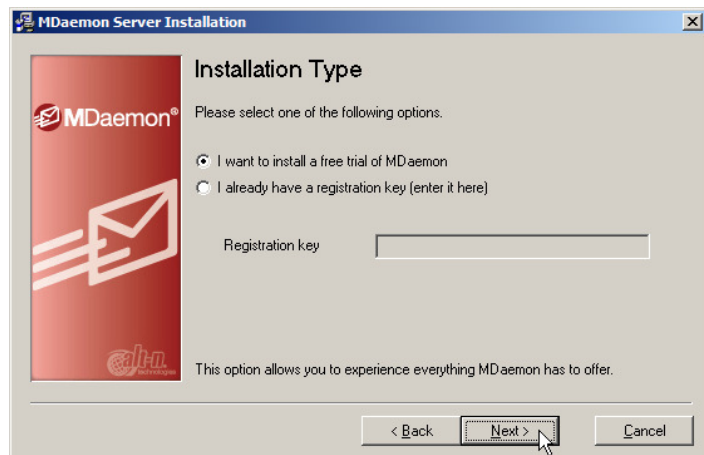 MDaemon Server Installation
Installation Type
MDaemon®
Please select one of the following options.
I want to install a free trial of MDaemon
I already have a registration key (enter it here)
Registration key
alt-n
technologies
This option allows you to experience everything MDaemon has to offer.
< Back
Next >
Cancel